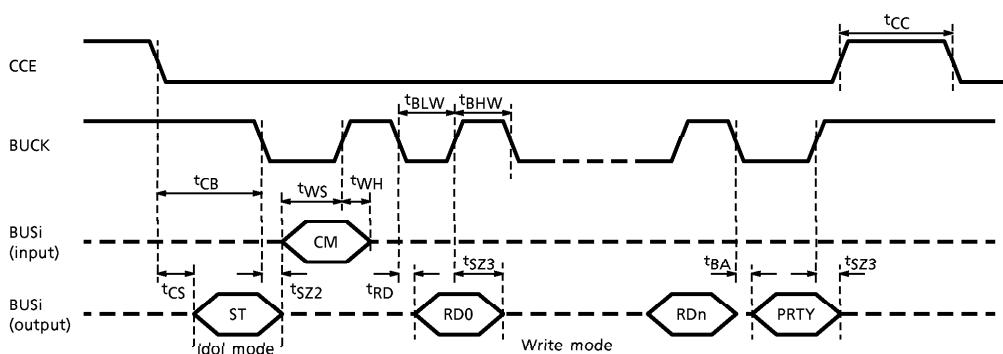 tCC
CCE
tBLW tBHW
BUCK
tCB tWS tWH
BUSi
(input)
CM
tCS tSZ2 tRD tSZ3 tBA tSZ3
BUSi
(output)
ST RD0 RDn PRTY
mode Write mode